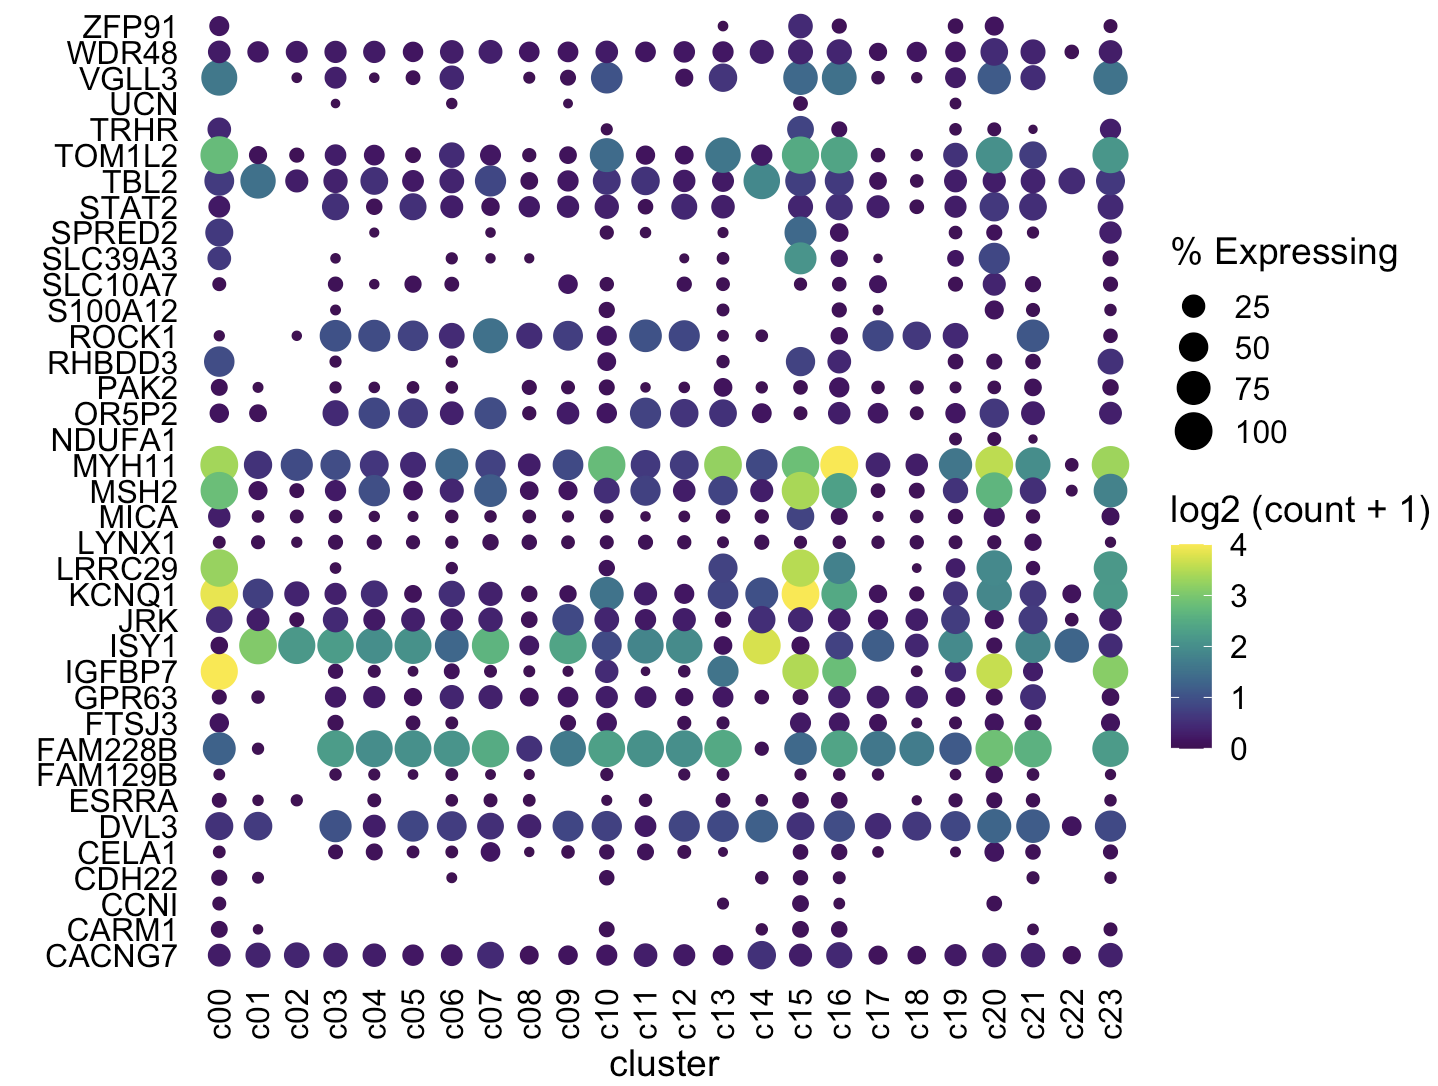 ZFP91
WDR48
VGLL3
UCN
TRHR
TOM1L2
TBL2
STAT2
SPRED2
SLC39A3
SLC10A7
S100A12
ROCK1
RHBDD3
PAK2
OR5P2
NDUFA1
MYH11
MSH2
MICA
LYNX1
LRRC29
KCNQ1
JRK
ISY1
IGFBP7
GPR63
FTSJ3
FAM228B
FAM129B
ESRRA
DVL3
CELA1
CDH22
CCNI
CARM1
CACNG7
c00 c01 c02 c03 c04 c05 c06 c07 c08 c09 c10 c11 c12 c13 c14 c15 c16 c17 c18 c19 c20 c21 c22 c23
cluster
% Expressing
25
50
75
100
log2 (count + 1)
4
3
2
1
0